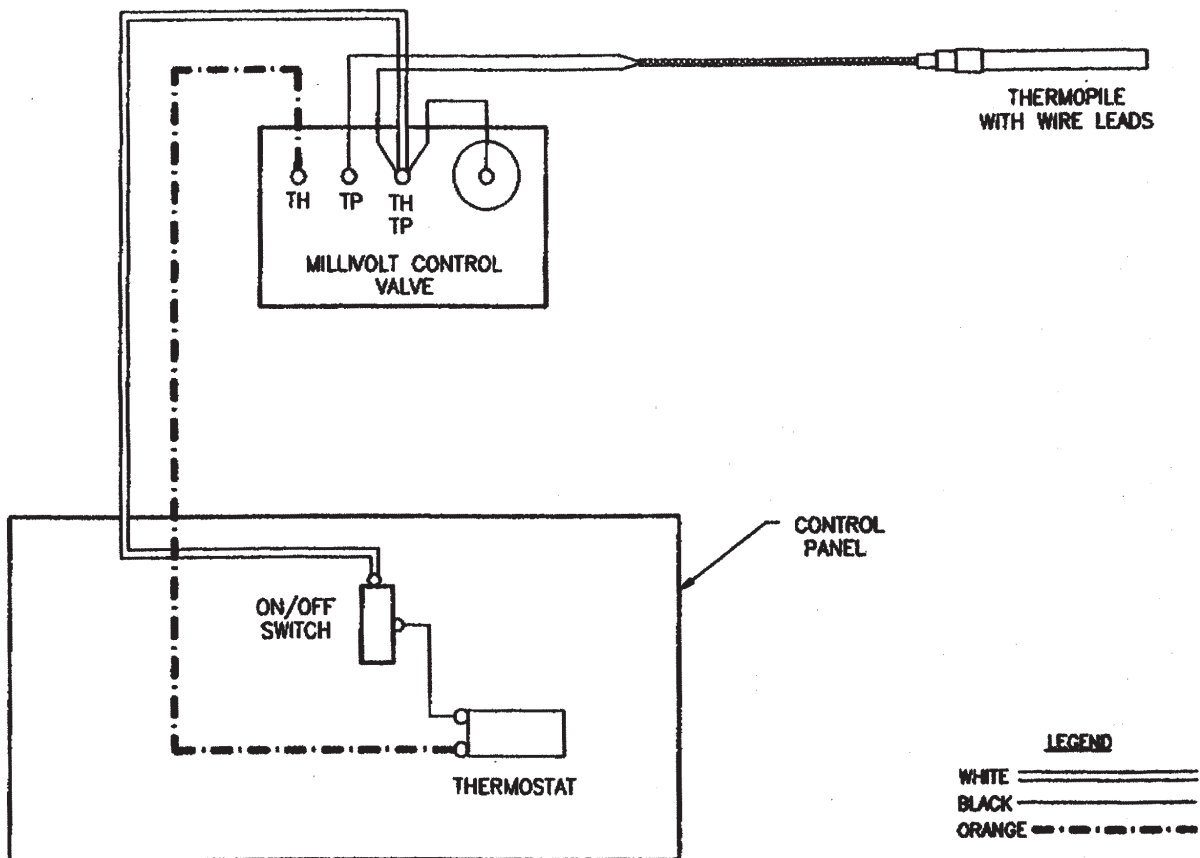 THERMOPILE
WITH WIRE LEADS
TH
TP
TH
TP
MILLIVOLT CONTROL
VALVE
CONTROL
PANEL
ON/OFF
SWITCH
THERMOSTAT
LEGEND
WHITE
BLACK
ORANGE